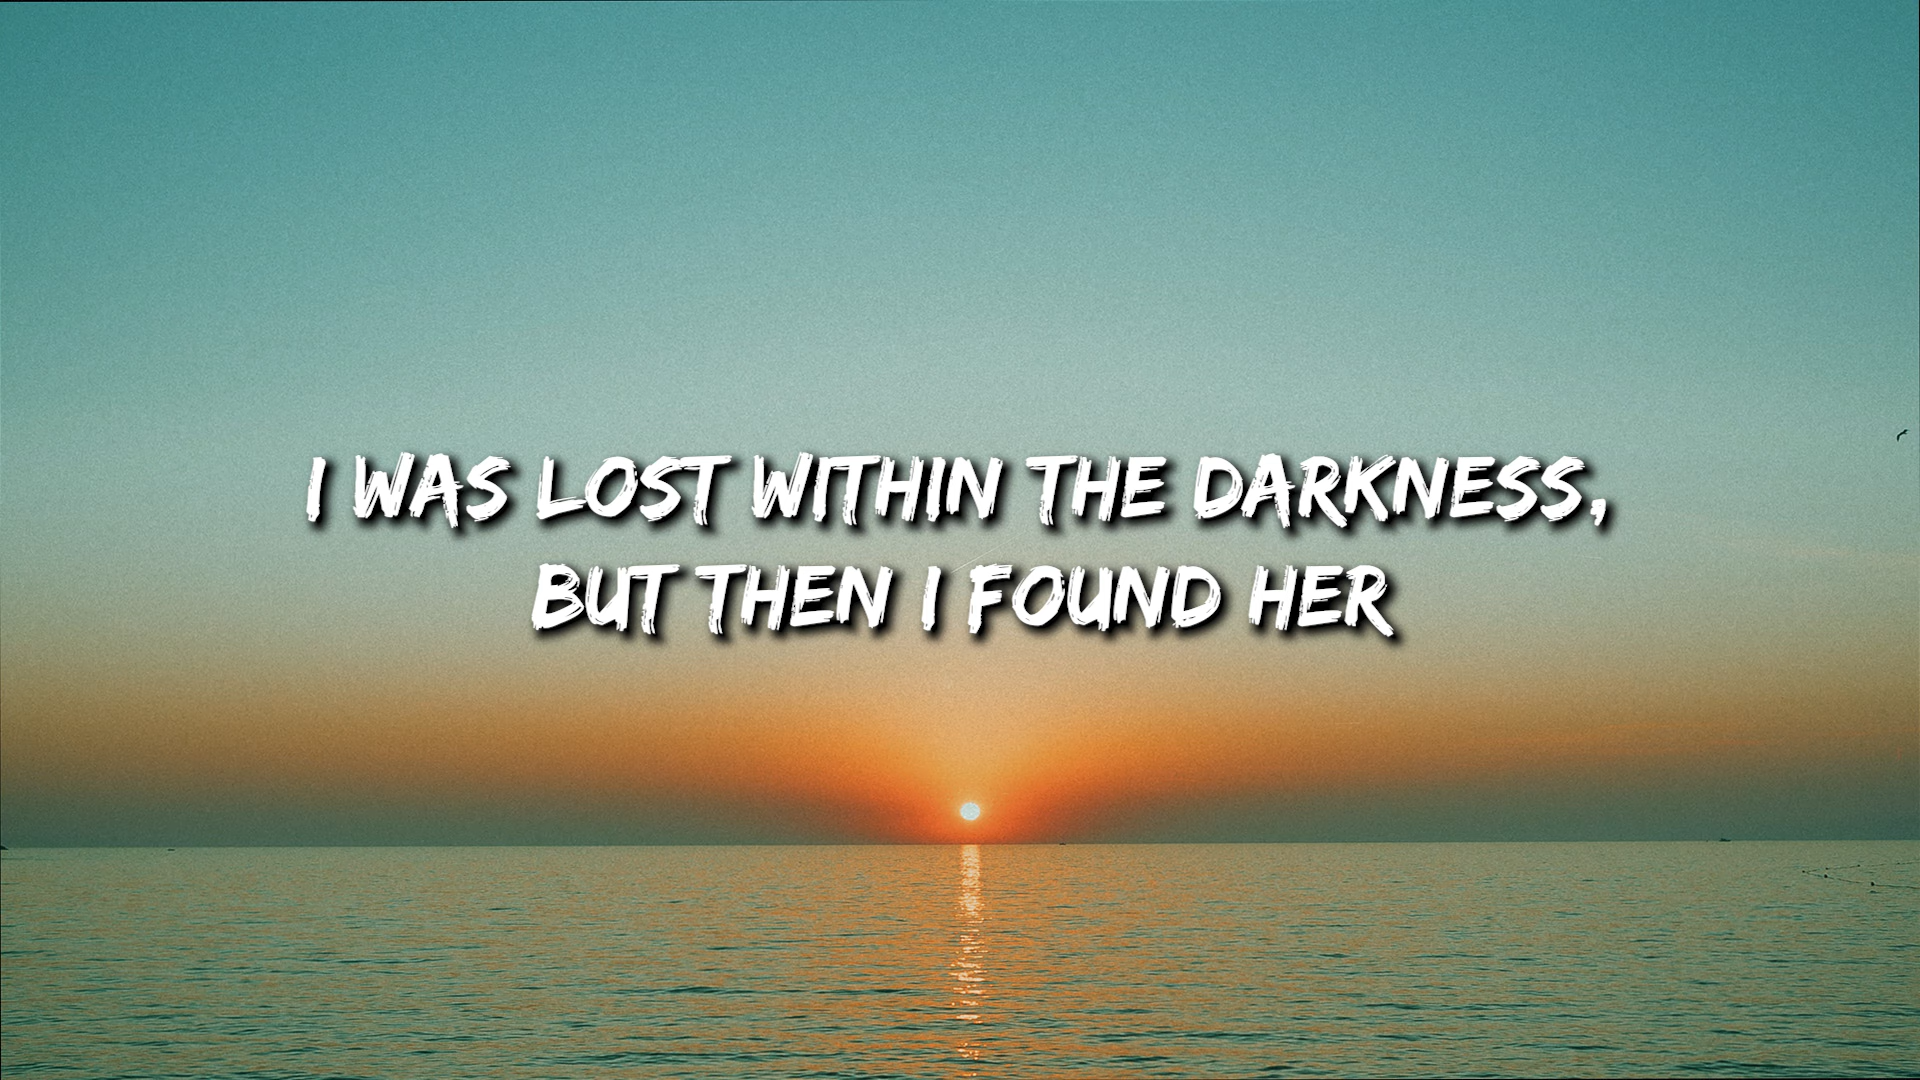 I WAS LOST WITHIN THE DARKNESS,
BUT THEN I FOUND HER